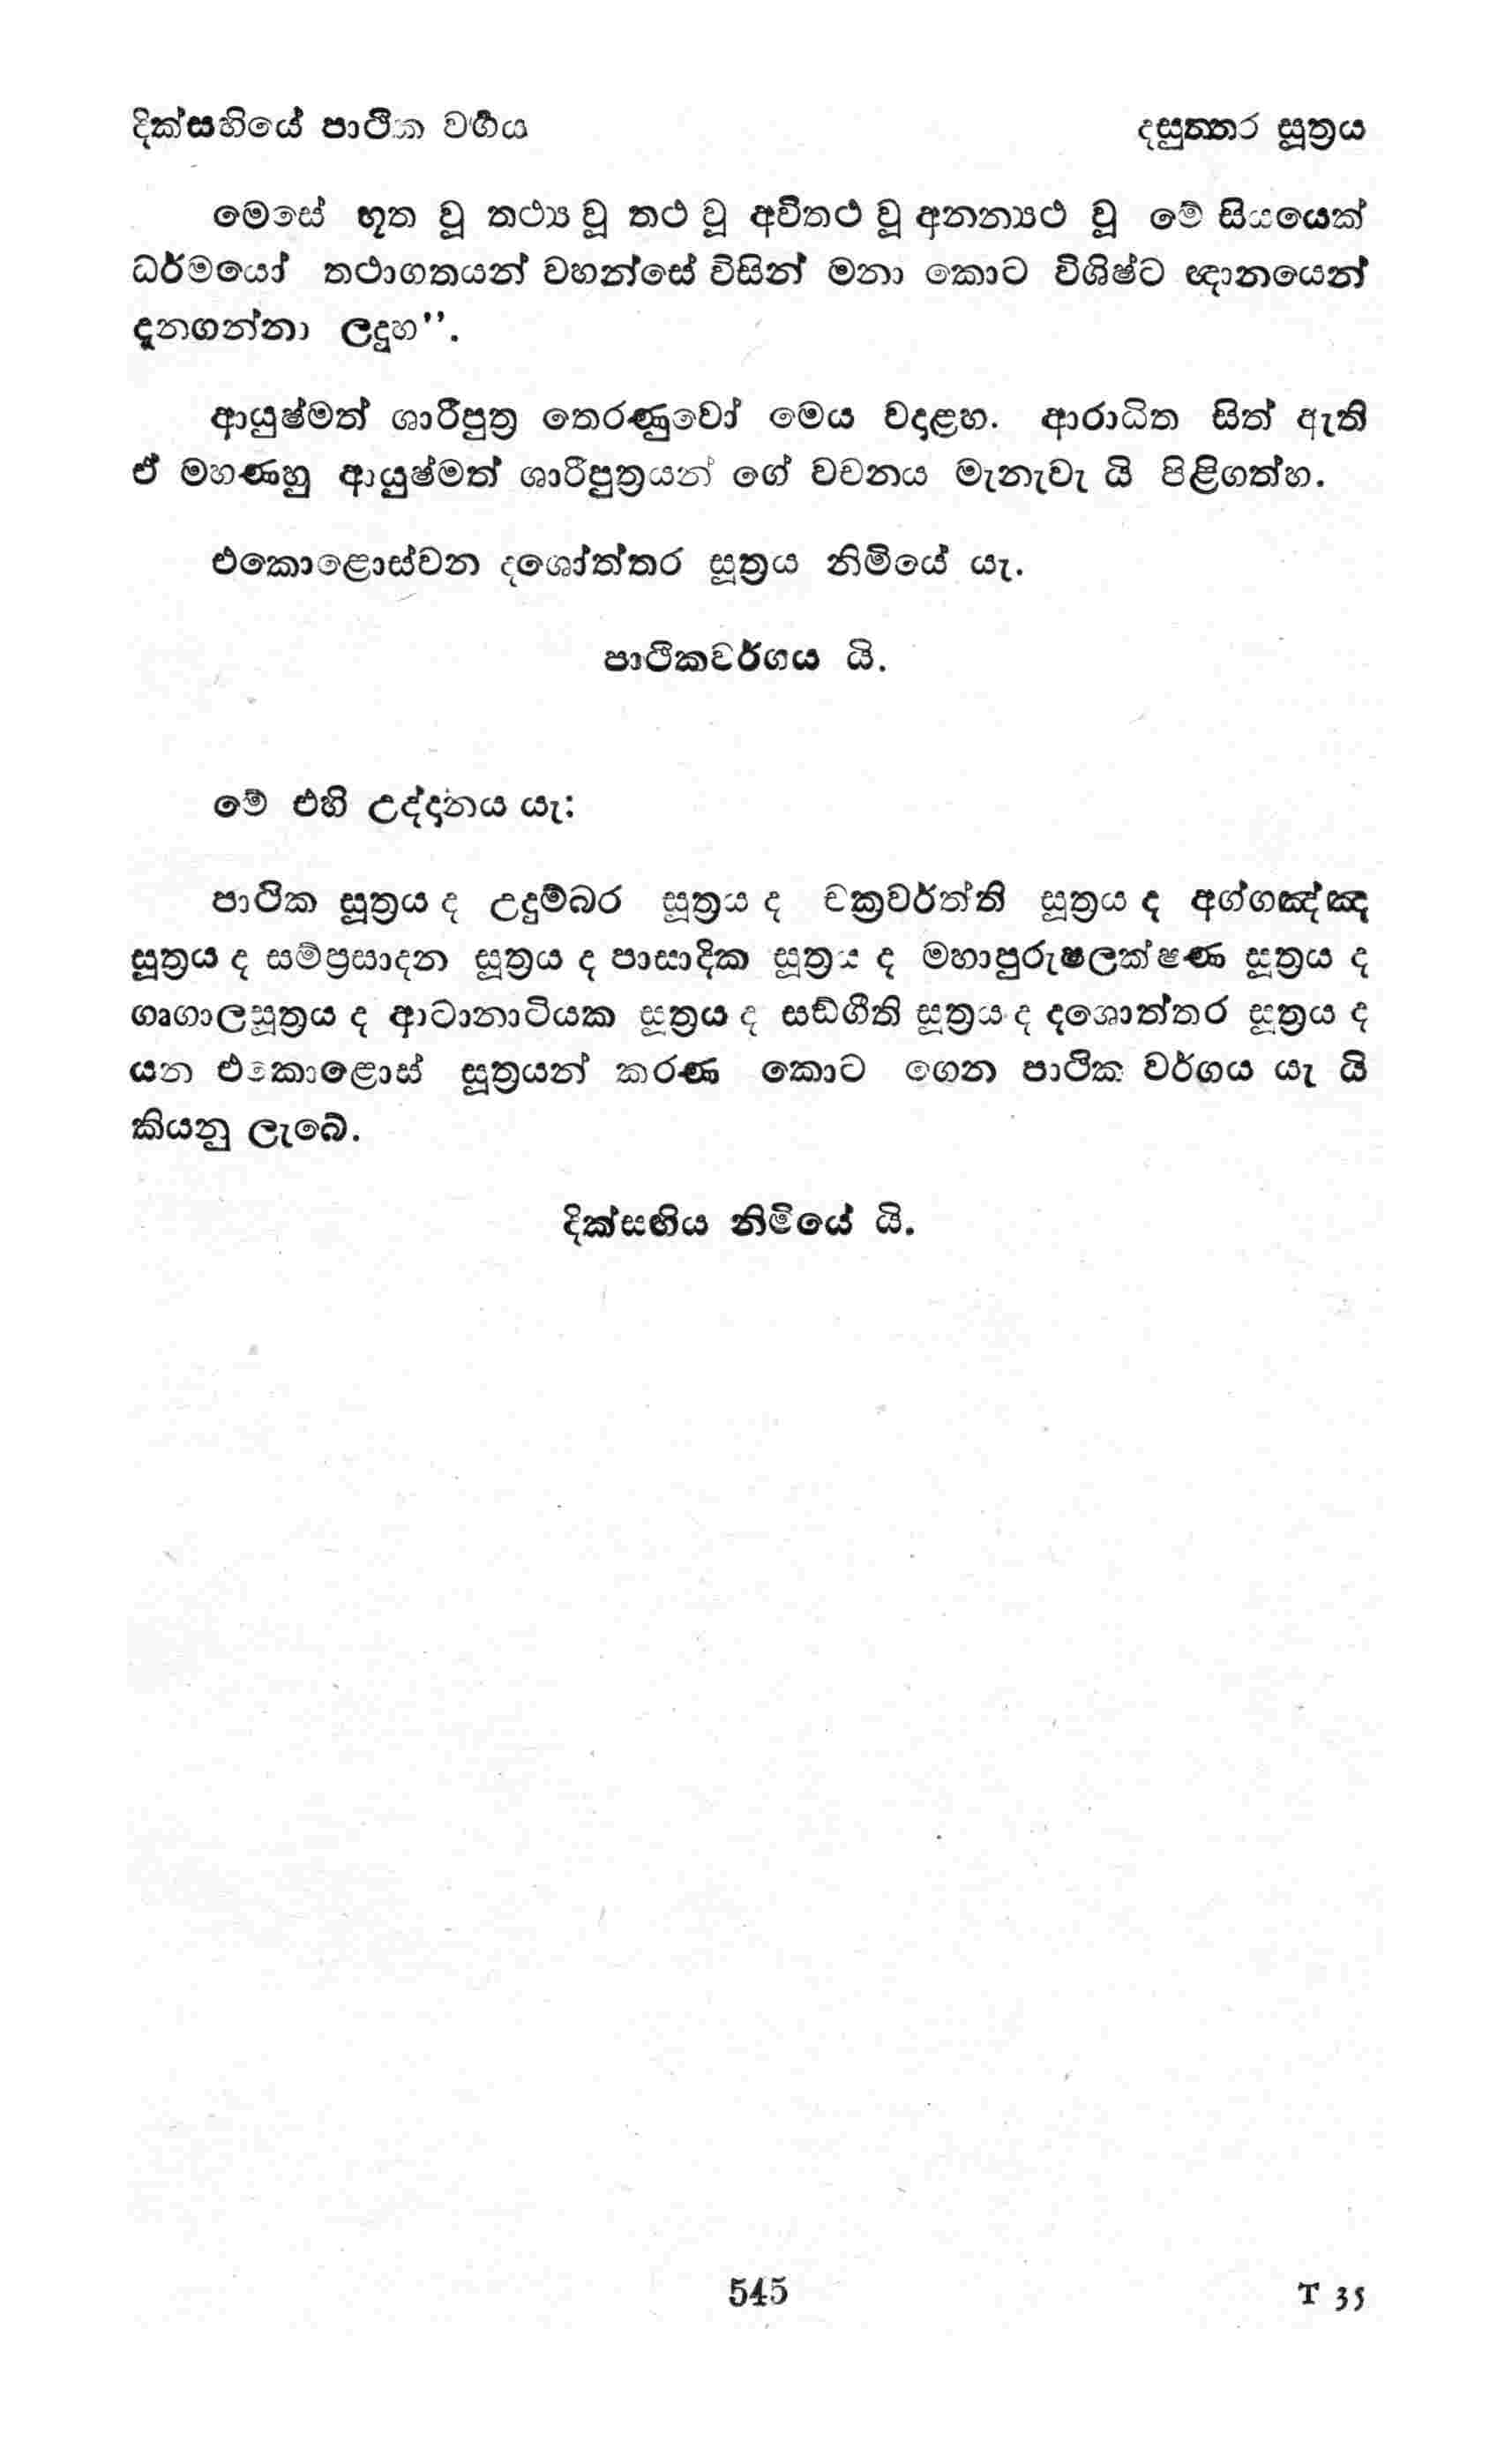 දික්සඟියේ පාථික වර්‍ගය
දසුත්තර සූත්‍රය
මෙසේ භූත වූ තථ්‍ය වූ තථ වූ අවිතථ වූ අනන්‍යථ වූ මේ සියයෙක්
ධර්මයෝ තථාගතයන් වහන්සේ විසින් මනා කොට විශිෂ්ට ඥානයෙන්
දැනගන්නා ලදූහ’’.
ආයුෂ්මත් ශාරීපුත්‍ර තෙරණුවෝ මෙය වදාළහ. ආරාධිත සිත් ඇති
ඒ මහණහු ආයුෂ්මත් ශාරීපුත්‍රයන් ගේ වචනය මැනැවැ යි පිළිගත්හ.
එකොළොස්වන දශෝත්තර සූත්‍රය නිමියේ යැ.
පාථිකවර්ගය යි.
මේ එහි උද්දානය යැ:
පාථික සූත්‍රය ද උදුම්බර සූත්‍රය ද චක්‍රවර්ත්ති සූත්‍රය ද අග්ගඤ්ඤ
සූත්‍රය ද සම්ප්‍රසාදන සූත්‍රය ද පාසාදික සූත්‍රය ද මහාපුරුෂලක්ෂණ සූත්‍රය ද
ගෘගාලසූත්‍රය ද ආටානාටියක සූත්‍රය ද සඞ්ගීති සූත්‍රය ද දශොත්තර සූත්‍රය ද
යන එකොළොස් සූත්‍රයන් කරණ කොට ගෙන පාථික වර්ගය යැ යි
කියනු ලැබේ.
දික්සඟිය නිමියේ යි.
545
T 35